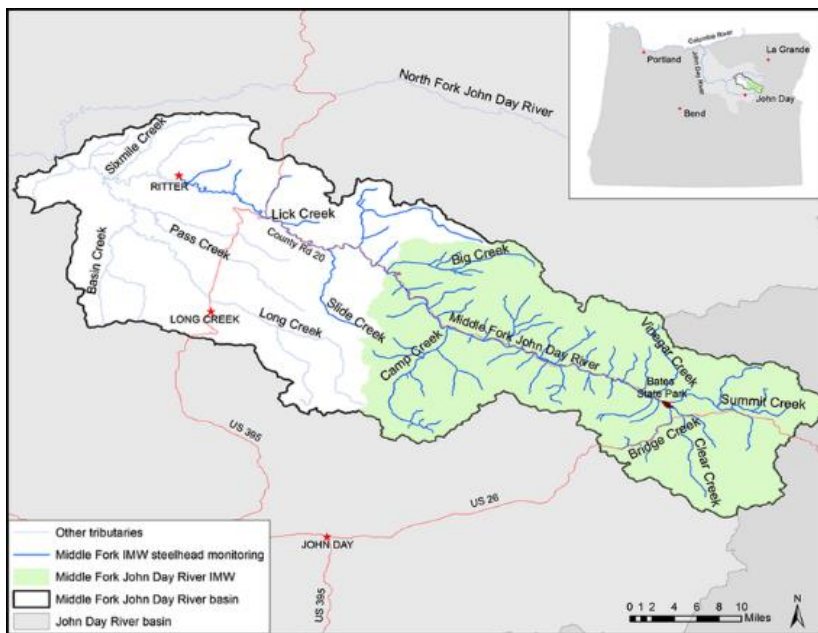 Columbia River
Portland
La Grande
John Day River
John Day
Bend
North Fork John Day River
Sixmile Creek
RITTER
Lick Creek
County Rd 20
Pass Creek
Basin Creek
Big Creek
LONG CREEK
Long Creek
Slide Creek
Camp Creek
Middle Fork John Day River
Vinegar Creek
Bates
State Park
Summit Creek
Bridge Creek
Clear Creek
US 395
US 26
JOHN DAY
US 395
Other tributaries
Middle Fork IMW steelhead monitoring
Middle Fork John Day River IMW
Middle Fork John Day River basin
John Day River basin
N
0 1 2 4 6 8 10
Miles